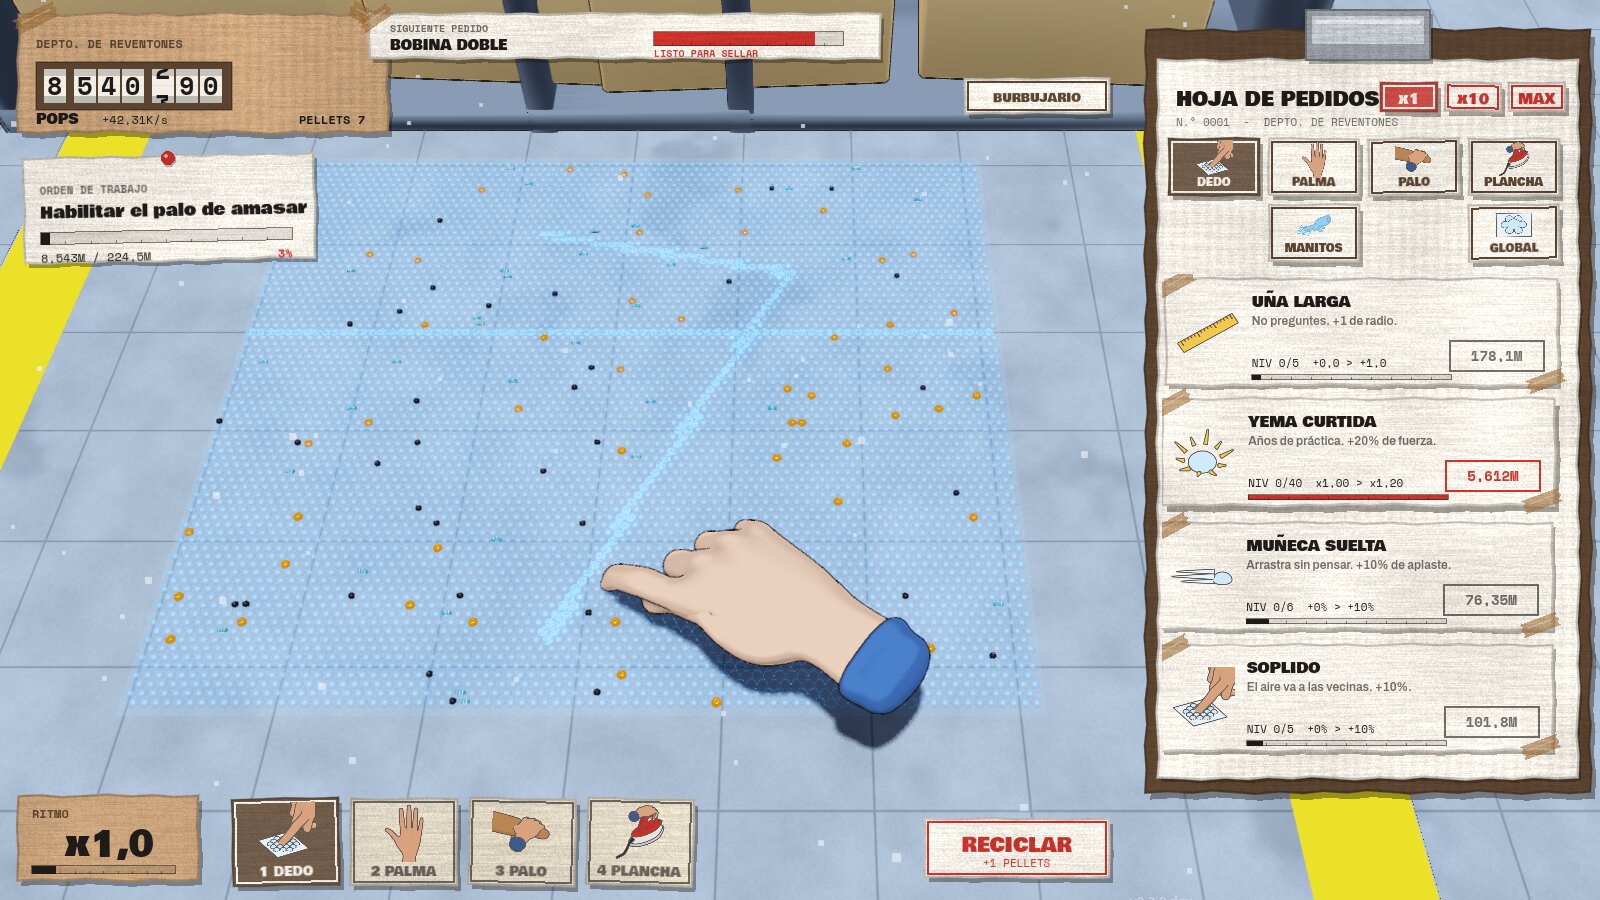 DEPTO. DE REVENTONES
8 540 90
POPS +42,31K/s PELLETS 7
SIGUIENTE PEDIDO
BOBINA DOBLE
LISTO PARA SELLAR
BURBUJARIO
ORDEN DE TRABAJO
Habilitar el palo de amasar
8,543M / 224,5M 3%
HOJA DE PEDIDOS x1 x10 MAX
N.° 0001 - DEPTO. DE REVENTONES
DEDO PALMA PALO PLANCHA
MANITOS GLOBAL
UÑA LARGA
No preguntes. +1 de radio.
NIV 0/5 +0,0 > +1,0 178,1M
YEMA CURTIDA
Años de práctica. +20% de fuerza.
NIV 0/40 x1,00 > x1,20 5,612M
MUÑECA SUELTA
Arrastra sin pensar. +10% de aplaste.
NIV 0/6 +0% > +10% 76,35M
SOPLIDO
El aire va a las vecinas. +10%.
NIV 0/5 +0% > +10% 101,8M
RITMO
x1,0
1 DEDO 2 PALMA 3 PALO 4 PLANCHA
RECICLAR
+1 PELLETS